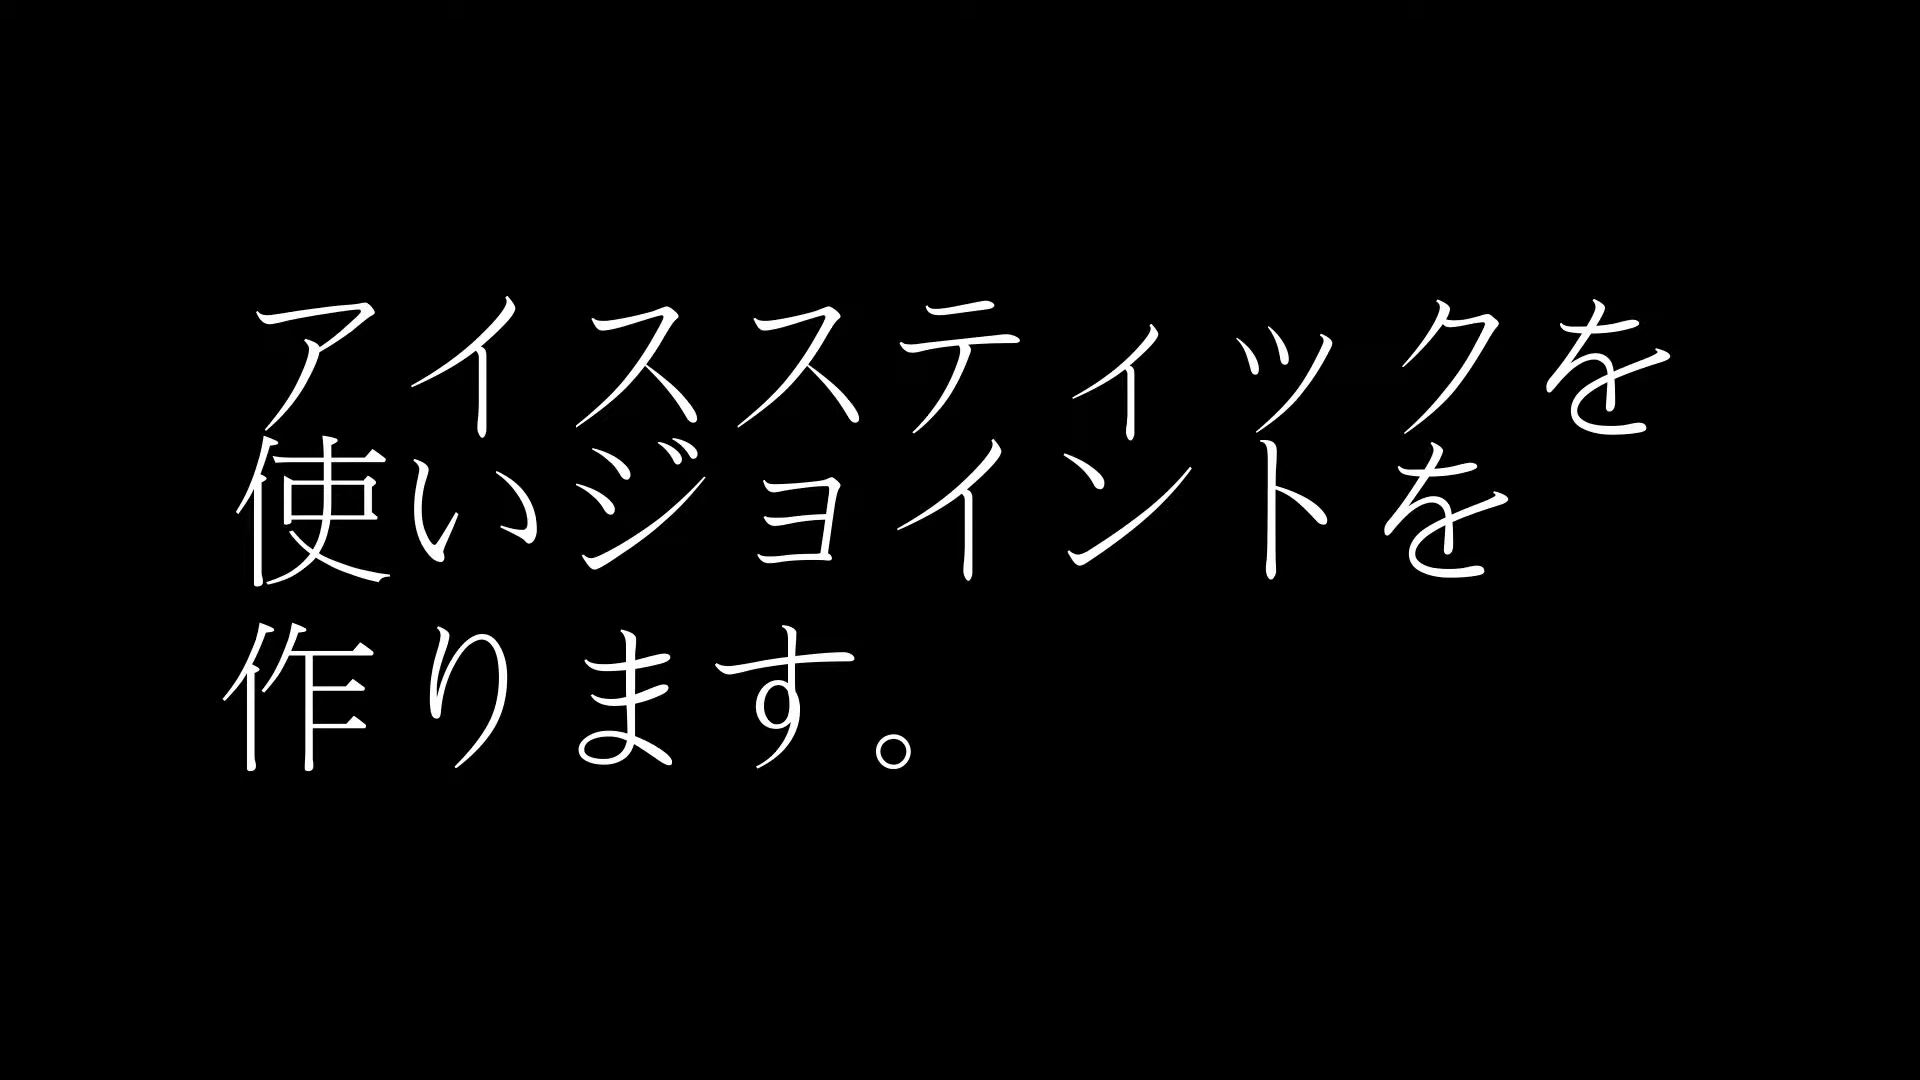 アイススティックを
使いジョイントを
作ります。